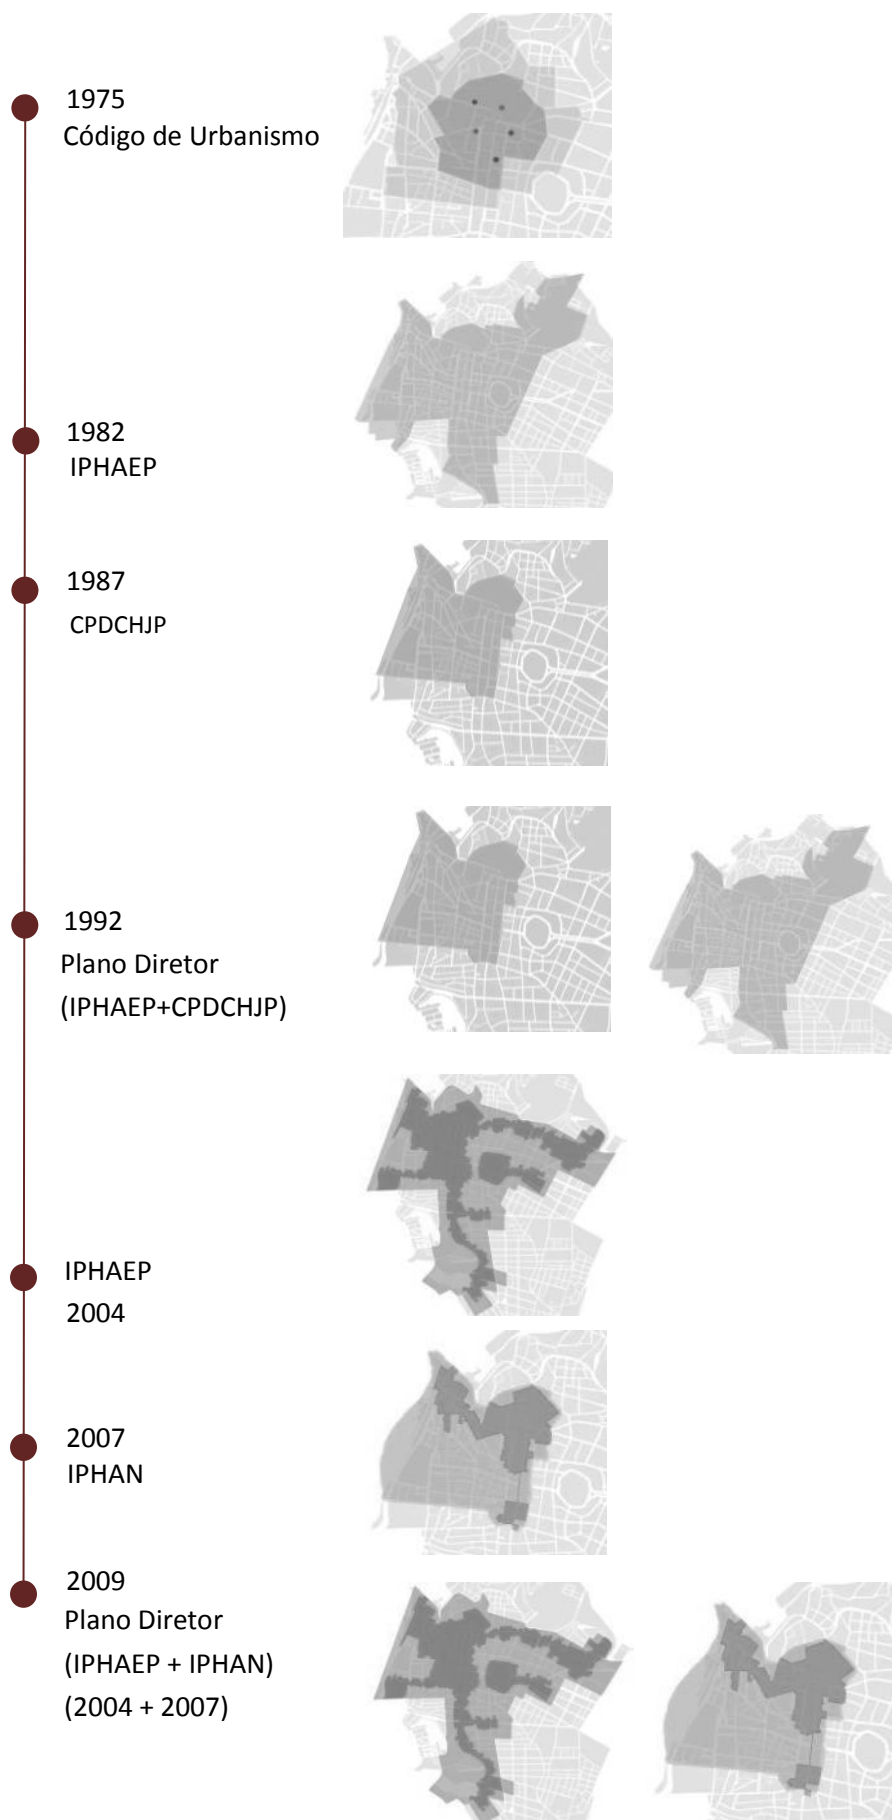 1975
Código de Urbanismo
1982
IPHAEP
1987
CPDCHJP
1992
Plano Diretor
(IPHAEP+CPDCHJP)
IPHAEP
2004
2007
IPHAN
2009
Plano Diretor
(IPHAEP + IPHAN)
(2004 + 2007)